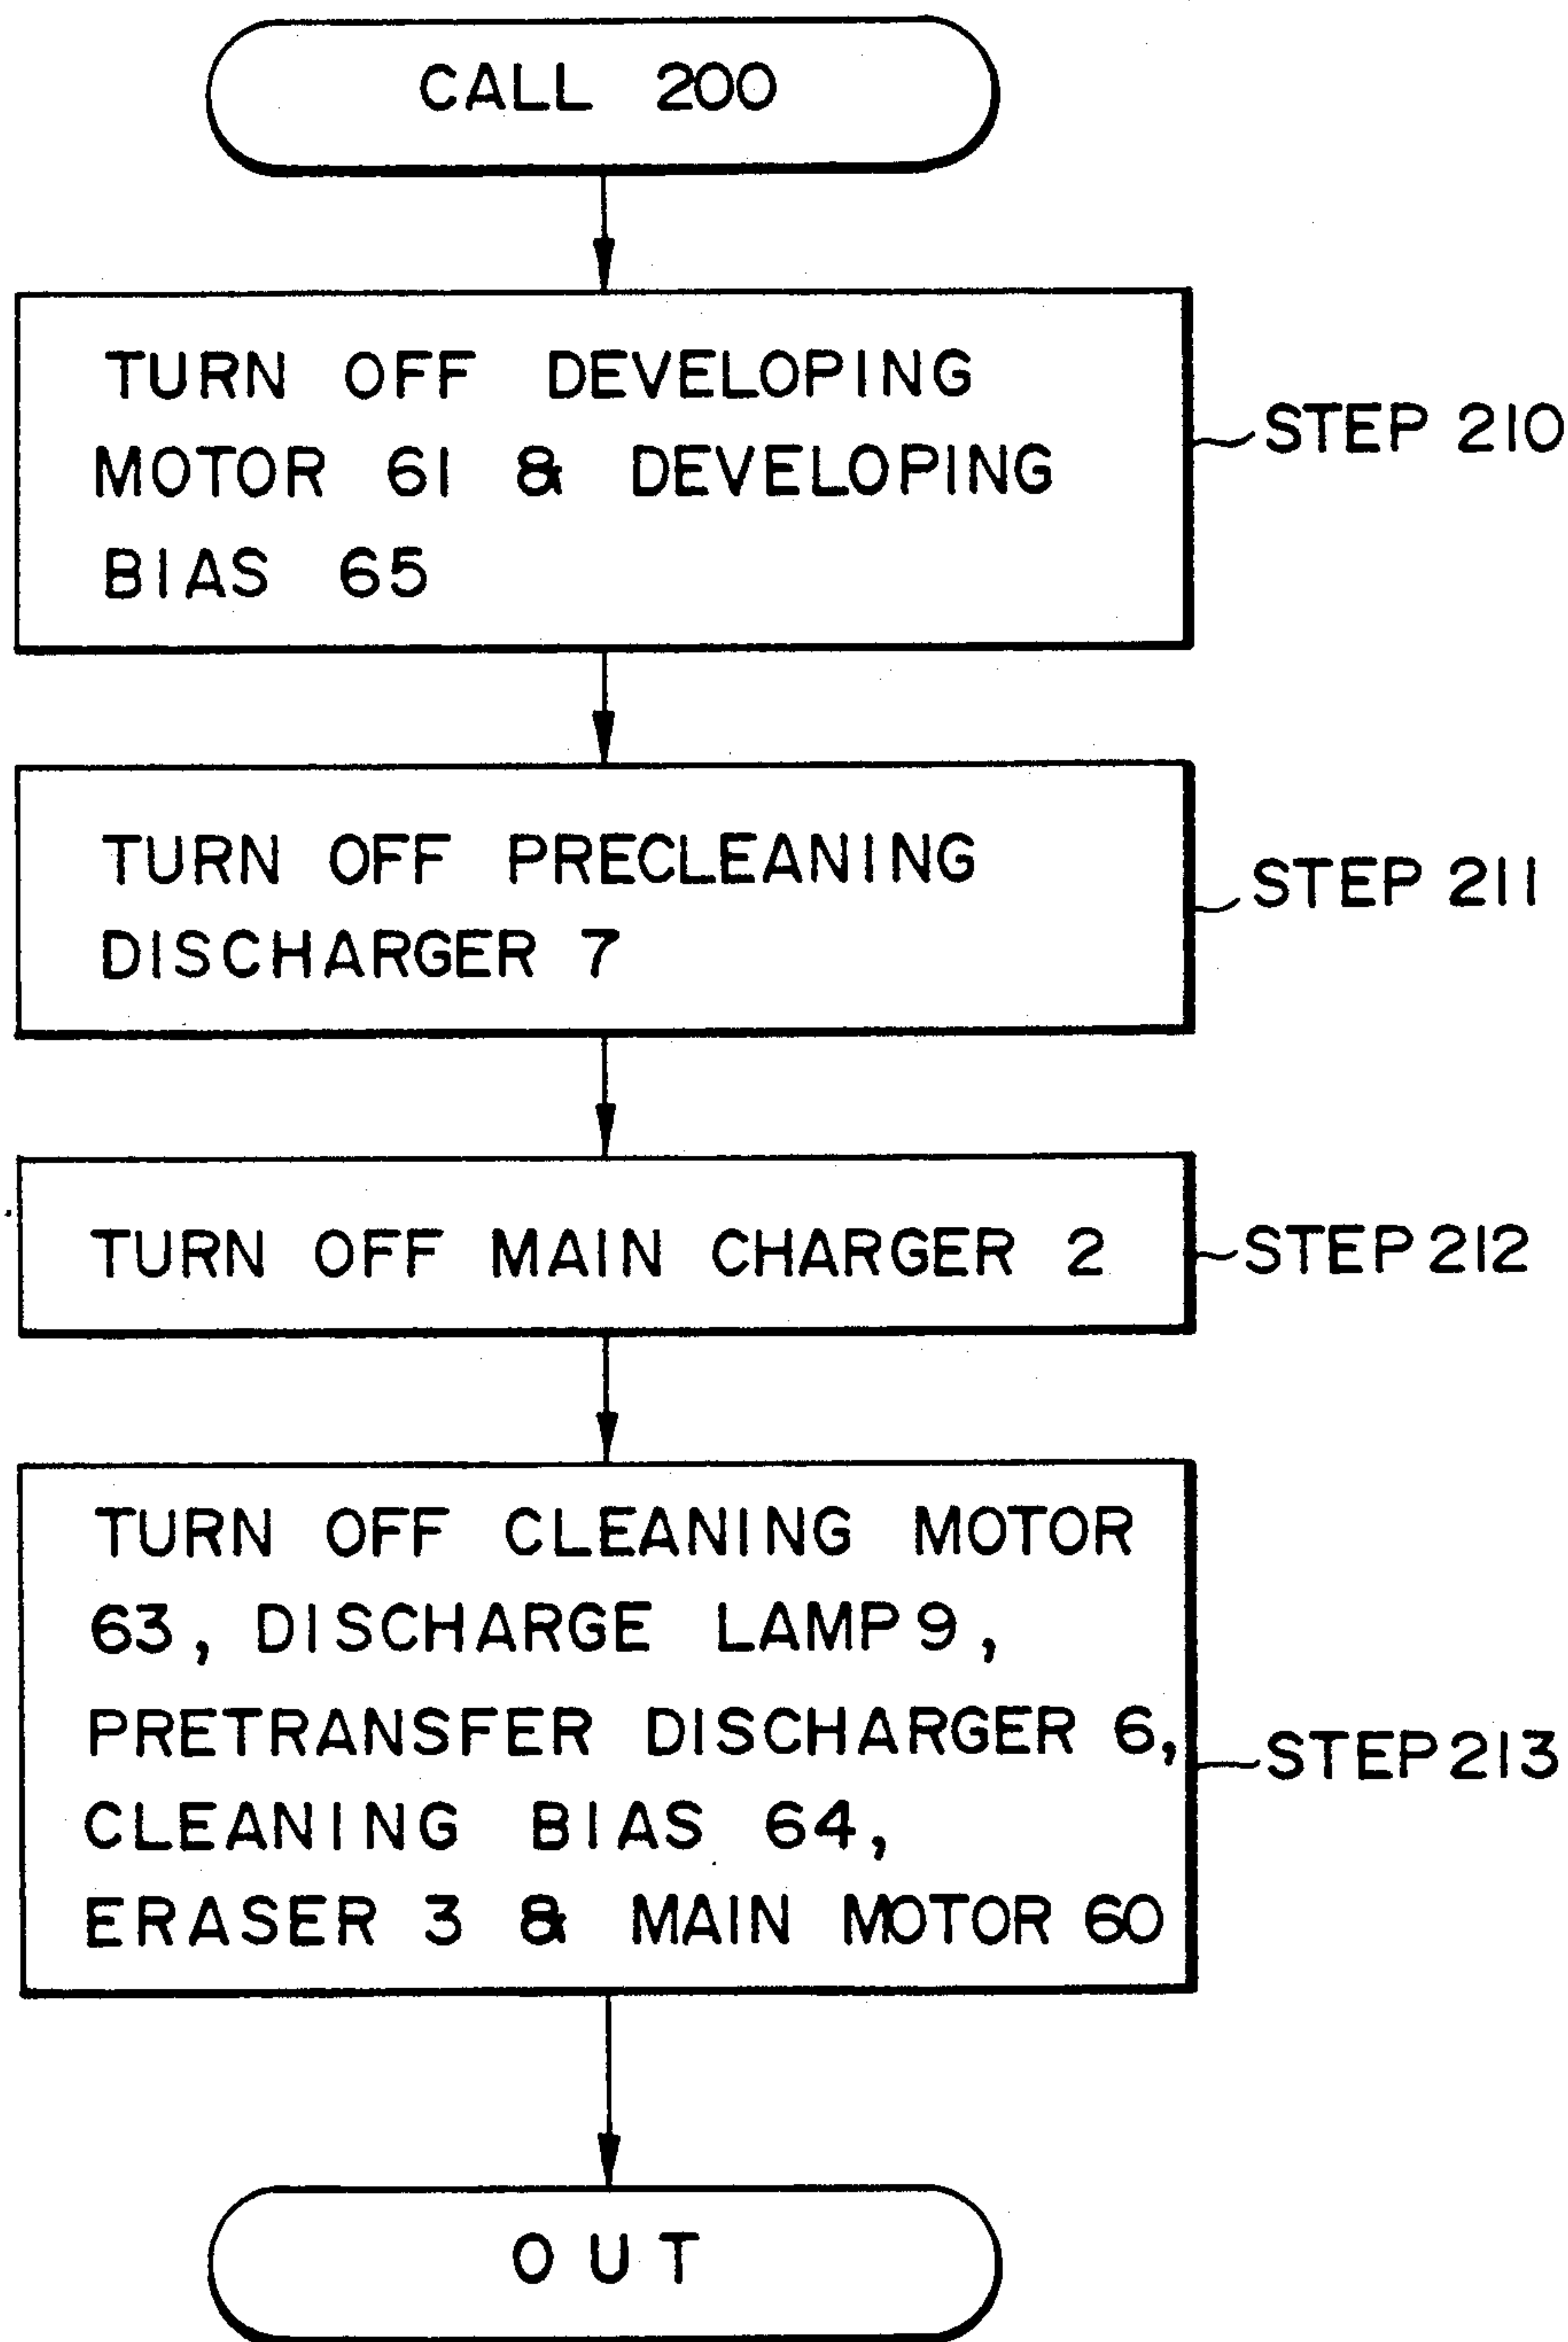 CALL 200
TURN OFF DEVELOPING
MOTOR 61 & DEVELOPING
BIAS 65
STEP 210
TURN OFF PRECLEANING
DISCHARGER 7
STEP 211
TURN OFF MAIN CHARGER 2
STEP 212
TURN OFF CLEANING MOTOR
63, DISCHARGE LAMP 9,
PRETRANSFER DISCHARGER 6,
CLEANING BIAS 64,
ERASER 3 & MAIN MOTOR 60
STEP 213
OUT